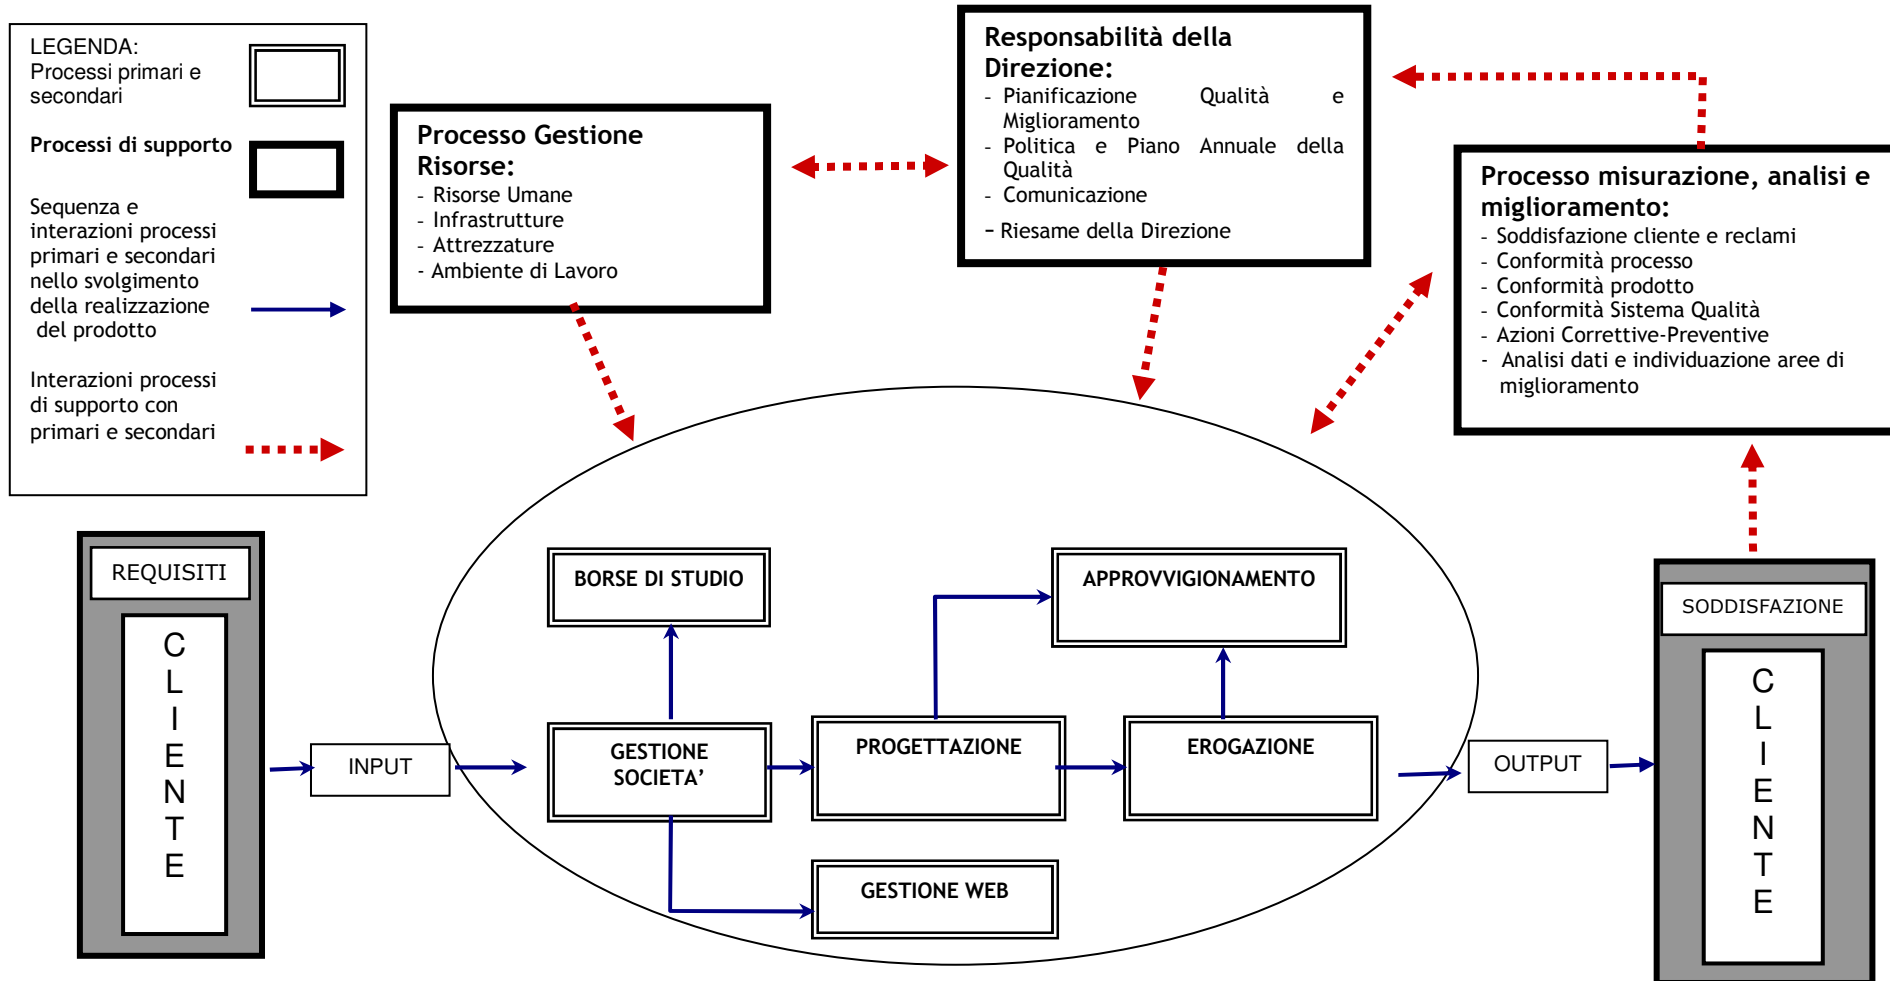 LEGENDA:
Processi primari e
secondari
Processi di supporto
Sequenza e
interazioni processi
primari e secondari
nello svolgimento
della realizzazione
del prodotto
Interazioni processi
di supporto con
primari e secondari
Processo Gestione
Risorse:
- Risorse Umane
- Infrastrutture
- Attrezzature
- Ambiente di Lavoro
Responsabilità della
Direzione:
- Pianificazione Qualità e
Miglioramento
- Politica e Piano Annuale della
Qualità
- Comunicazione
- Riesame della Direzione
Processo misurazione, analisi e
miglioramento:
- Soddisfazione cliente e reclami
- Conformità processo
- Conformità prodotto
- Conformità Sistema Qualità
- Azioni Correttive-Preventive
- Analisi dati e individuazione aree di
miglioramento
REQUISITI
C
L
I
E
N
T
E
INPUT
BORSE DI STUDIO
APPROVVIGIONAMENTO
GESTIONE
SOCIETA’
PROGETTAZIONE
EROGAZIONE
GESTIONE WEB
OUTPUT
SODDISFAZIONE
C
L
I
E
N
T
E